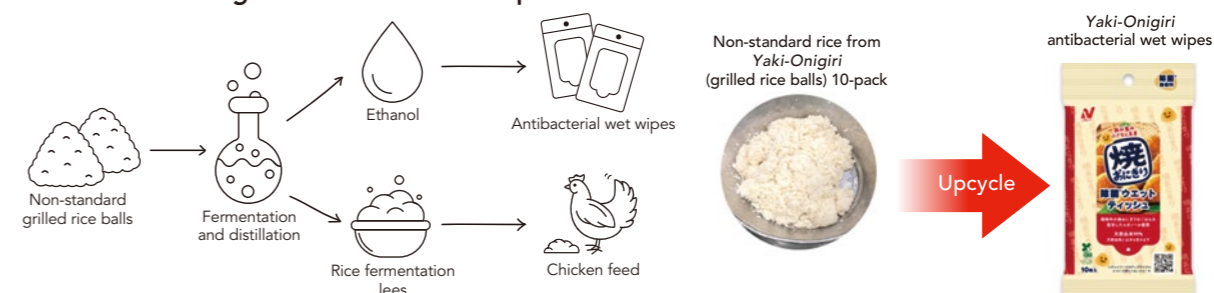 Non-standard
grilled rice balls
Fermentation
and distillation
Ethanol
Antibacterial wet wipes
Rice fermentation
lees
Chicken feed
Non-standard rice from
Yaki-Onigiri
(grilled rice balls) 10-pack
Upcycle
Yaki-Onigiri
antibacterial wet wipes
焼
おにぎり
除菌ウエット
ティッシュ